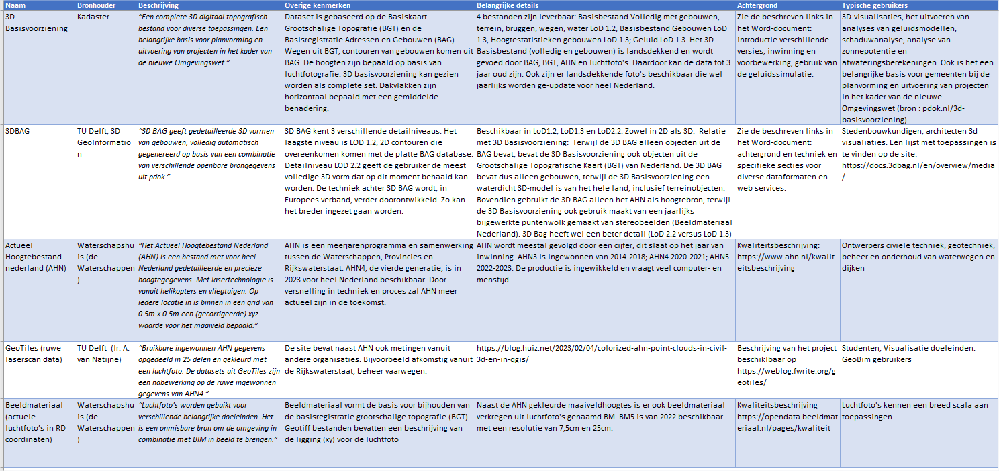 Naam
Bronhouder
Beschrijving
Overige kenmerken
Belangrijke details
Achtergrond
Typische gebruikers
3D
Basisvoorziening
Kadaster
“Een complete 3D digitaal topografisch
bestand voor diverse toepassingen. Een
belangrijke basis voor planvorming en
uitvoering van projecten in het kader van
de nieuwe Omgevingswet.”
Dataset is gebaseerd op de Basiskaart
Grootschalige Topografie (BGT) en de
Basisregistratie Adressen en Gebouwen (BAG).
Wegen uit BGT, contouren van gebouwen komen uit
BAG. De hoogten zijn bepaald op basis van
luchtfotografie. 3D basisvoorziening kan gezien
worden als complete set. Dakvlakken zijn
horizontaal bepaald met een gemiddelde
benadering.
4 bestanden zijn leverbaar: Basisbestand Volledig met gebouwen,
terrein, bruggen, wegen, water LoD 1.2; Basisbestand Gebouwen LoD
1.3, Hoogtestatistieken gebouwen LoD 1.3; Geluid LoD 1.3. Het 3D
Basisbestand (volledig en gebouwen) is landsdekkend en wordt
gevoed door BAG, BGT, AHN en luchtfoto's. Daardoor kan de data tot 3
jaar oud zijn. Ook zijn er landsdekkende foto's beschikbaar die wel
jaarlijks worden ge-update voor heel Nederland.
Zie de beschreven links in
het Word-document:
introductie verschillende
versies, inwinning en
voorbewerking, gebruik van
de geluidssimulatie.
3D-visualisaties, het uitvoeren van
analyses van geluidsmodellen,
schaduwanalyse, analyse van
zonnepotentie en
afwateringsberekeningen. Ook is het een
belangrijke basis voor gemeenten bij de
planvorming en uitvoering van projecten
in het kader van de nieuwe
Omgevingswet (bron : pdok.nl/3d-
basisvoorziening).
3DBAG
TU Delft, 3D
GeoInformatio
n
“3D BAG geeft gedetailleerde 3D vormen
van gebouwen, volledig automatisch
gegenereerd op basis van een combinatie
van verschillende openbare brongegevens
uit pdok.”
3D BAG kent 3 verschillende detailniveaus. Het
laagste niveau is LOD 1.2, 2D contouren die
overeenkomen komen met de platte BAG database.
Detailniveau LOD 2.2 geeft de gebruiker de meest
volledige 3D vorm dat op dit moment behaald kan
worden. De techniek achter 3D BAG wordt, in
Europees verband, verder doorontwikkeld. Zo kan
het breder ingezet gaan worden.
Beschikbaar in LoD1.2, LoD1.3 en LoD2.2. Zowel in 2D als 3D.  Relatie
met 3D Basisvoorziening:  Terwijl de 3D BAG alleen objecten uit de
BAG bevat, bevat de 3D Basisvoorziening ook objecten uit de
Grootschalige Topografische Kaart (BGT) van Nederland. De 3D BAG
bevat dus alleen gebouwen, terwijl de 3D Basisvoorziening een
waterdicht 3D-model is van het hele land, inclusief terreinobjecten.
Bovendien gebruikt de 3D BAG alleen het AHN als hoogtebron, terwijl
de 3D Basisvoorziening ook gebruik maakt van een jaarlijks
bijgewerkte puntenwolk gemaakt van stereobeelden (Beeldmateriaal
Nederland). 3D Bag heeft wel een beter detail (LoD 2.2 versus LoD 1.3)
Zie de beschreven links in
het Word-document:
achtergrond en techniek en
specifieke secties voor
diverse dataformaten en
web services.
Stedenbouwkundigen, architecten 3d
visualiaties. Een lijst met toepassingen is
te vinden op de site:
https://docs.3dbag.nl/en/overview/media
/.
Actueel
Hoogtebestand
nederland (AHN)
Waterschapshu
is (de
Waterschappen
)
“Het Actueel Hoogtebestand Nederland
(AHN) is een bestand met voor heel
Nederland gedetailleerde en precieze
hoogtegegevens. Met lasertechnologie is
vanuit helikopters en vliegtuigen. Op
iedere locatie in is binnen in een grid van
0.5m x 0.5m een (gecorrigeerde) xyz
waarde voor het maaiveld bepaald.”
AHN is een meerjarenprogramma en samenwerking
tussen de Waterschappen, Provincies en
Rijkswaterstaat. AHN4, de vierde generatie, is in
2023 voor heel Nederland beschikbaar. Door
versnelling in techniek en proces zal AHN meer
actueel zijn in de toekomst.
AHN wordt meestal gevolgd door een cijfer, dit slaat op het jaar van
inwinning. AHN3 is ingewonnen van 2014-2018; AHN4 2020-2021; AHN5
2022-2023. De productie is ingewikkeld en vraagt veel computer- en
menstijd.
Kwaliteitsbeschrijving:
https://www.ahn.nl/kwalit
eitsbeschrijving
Ontwerpers civiele techniek, geotechniek,
beheer en onderhoud van waterwegen en
dijken
GeoTiles (ruwe
laserscan data)
TU Delft  (Ir. A.
van Natijne)
“Bruikbare ingewonnen AHN gegevens
opgedeeld in 25 delen en gekleurd met
een luchtfoto. De datasets uit GeoTiles zijn
een nabewerking op de ruwe ingewonnen
gegevens van AHN4.”
De site bevat naast AHN ook metingen vanuit
andere organisaties. Bijvoorbeeld afkomstig vanuit
de Rijkswaterstaat, beheer vaarwegen.
https://blog.huiz.net/2023/02/04/colorized-ahn-point-clouds-in-civil-
3d-en-in-qgis/
Beschrijving van het project
beschiklbaar op
https://weblog.fwrite.org/g
eotiles/
Studenten, Visualisatie doeleinden.
GeoBim gebruikers
Beeldmateriaal
(actuele
luchtfoto’s in RD
coördinaten)
Waterschapshu
is (de
Waterschappen
)
“Luchtfoto’s worden gebuikt voor
verschillende belangrijke doeleinden. Het
is een onmisbare bron om de omgeving in
combinatie met BIM in beeld te brengen.”
Beeldmateriaal vormt de basis voor bijhouden van
de basisregistratie grootschalige topografie (BGT).
Geotiff bestanden bevatten een beschrijving van
de ligging (xy) voor de luchtfoto
Naast de AHN gekleurde maaiveldhoogtes is er ook beeldmateriaal
verkregen uit luchtfoto's genaamd BM. BM5 is van 2022 beschikbaar
met een resolutie van 7,5cm en 25cm.
Kwaliteitsbeschrijving
https://opendata.beeldmat
eriaal.nl/pages/kwaliteit
Luchtfoto's kennen een breed scala aan
toepassingen